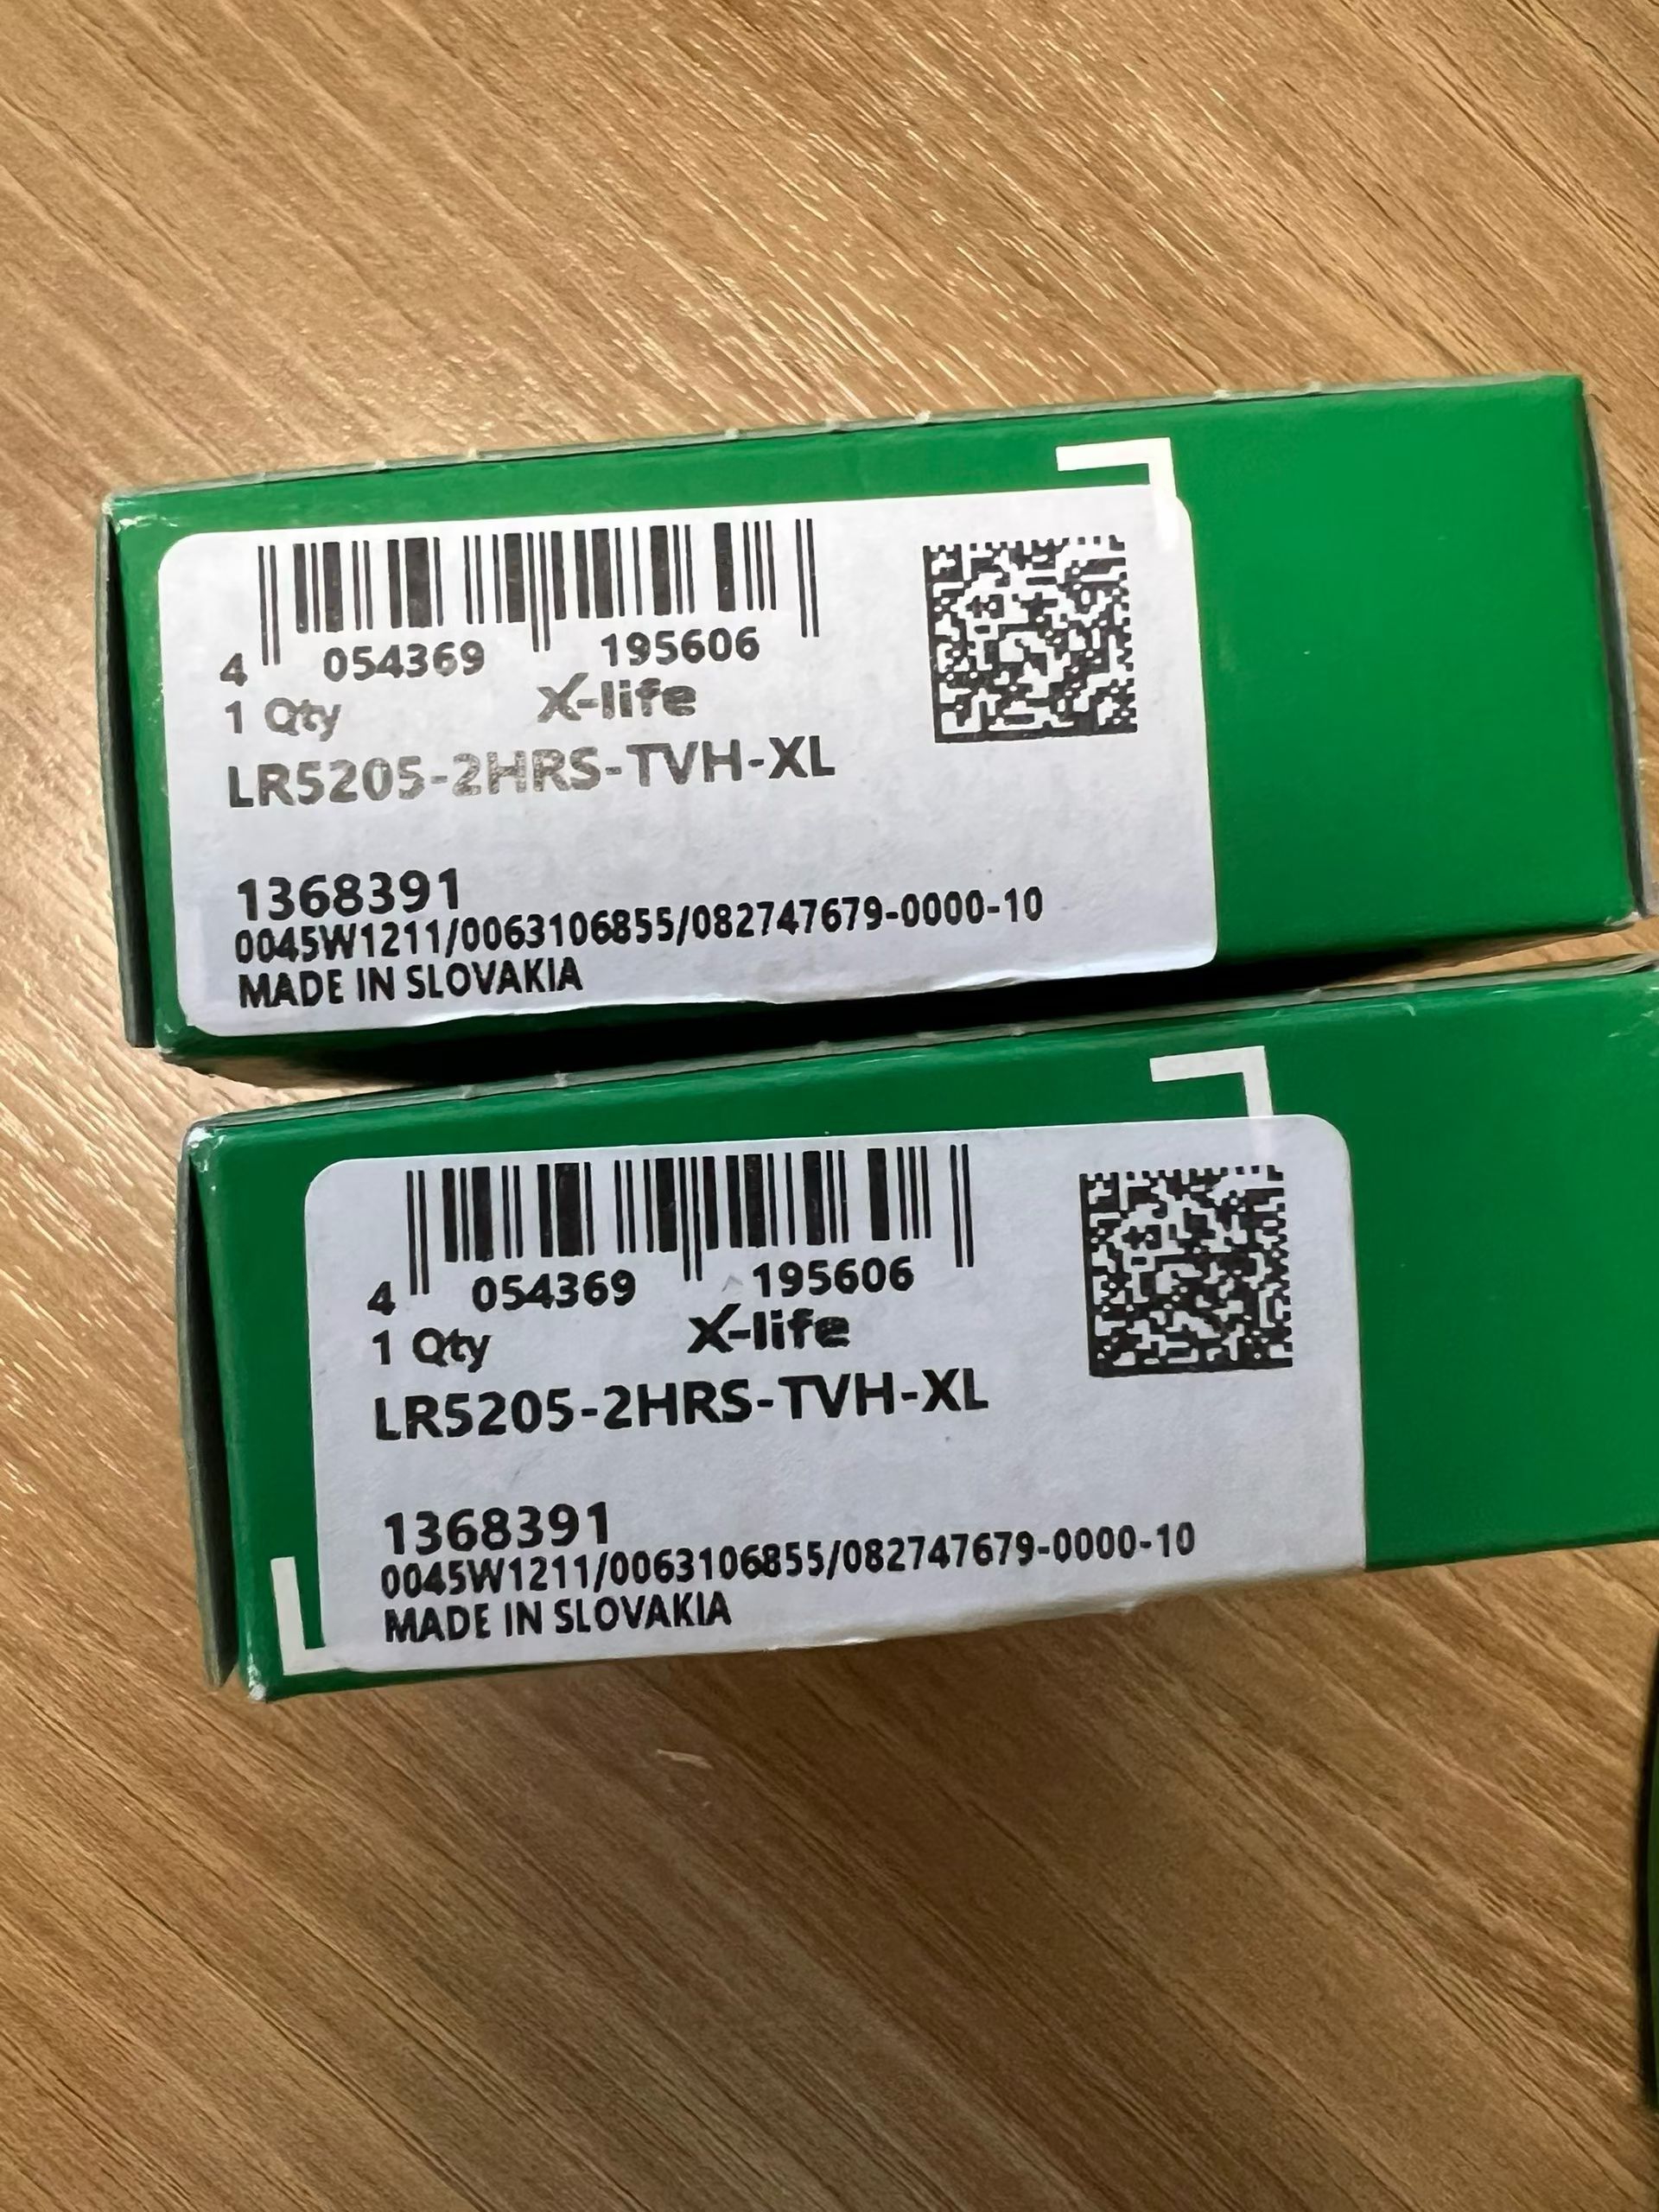 4 054369 195606
1 Qty X-life
LR5205-2HRS-TVH-XL
1368391
0045W1211/0063106855/082747679-0000-10
MADE IN SLOVAKIA
4 054369 195606
1 Qty X-life
LR5205-2HRS-TVH-XL
1368391
0045W1211/0063106855/082747679-0000-10
MADE IN SLOVAKIA